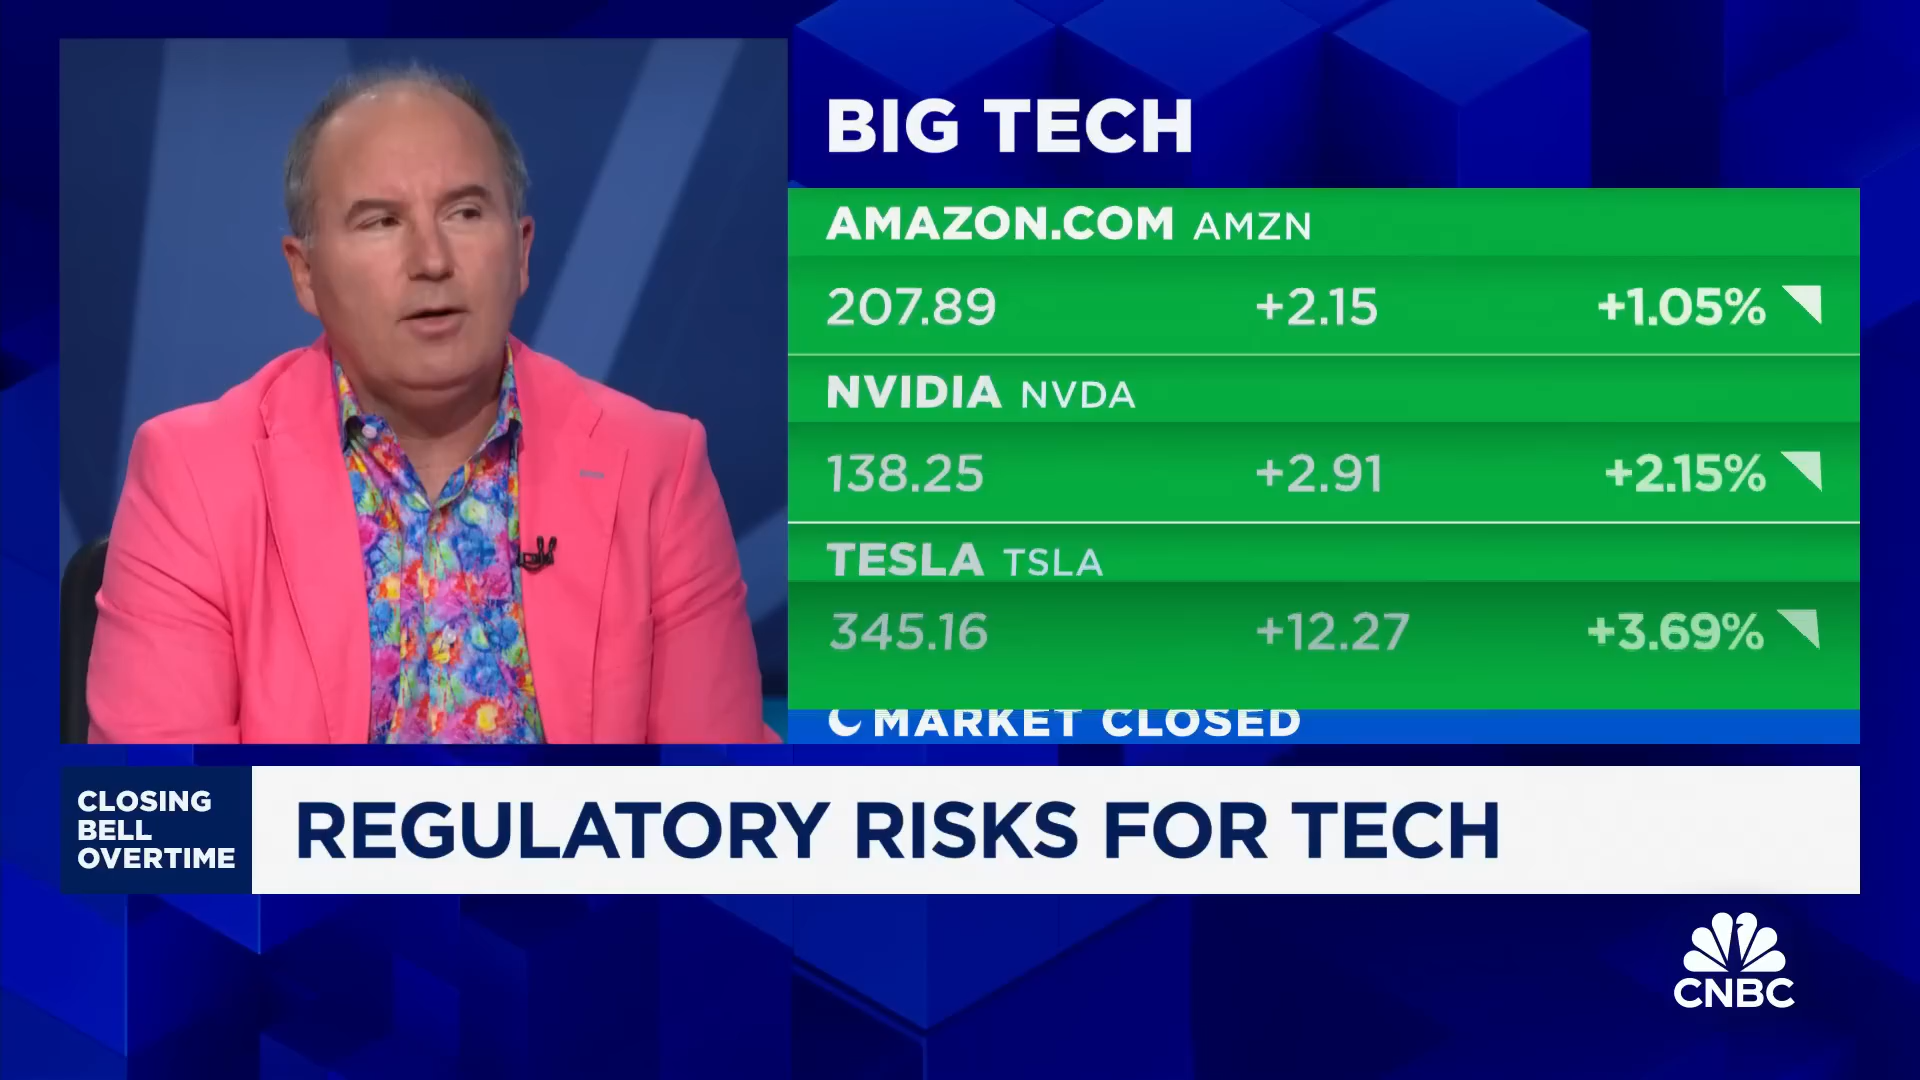 BIG TECH
AMAZON.COM AMZN
207.89 +2.15 +1.05%
NVIDIA NVDA
138.25 +2.91 +2.15%
TESLA TSLA
345.16 +12.27 +3.69%
MARKET CLOSED
CLOSING
BELL
OVERTIME
REGULATORY RISKS FOR TECH
CNBC